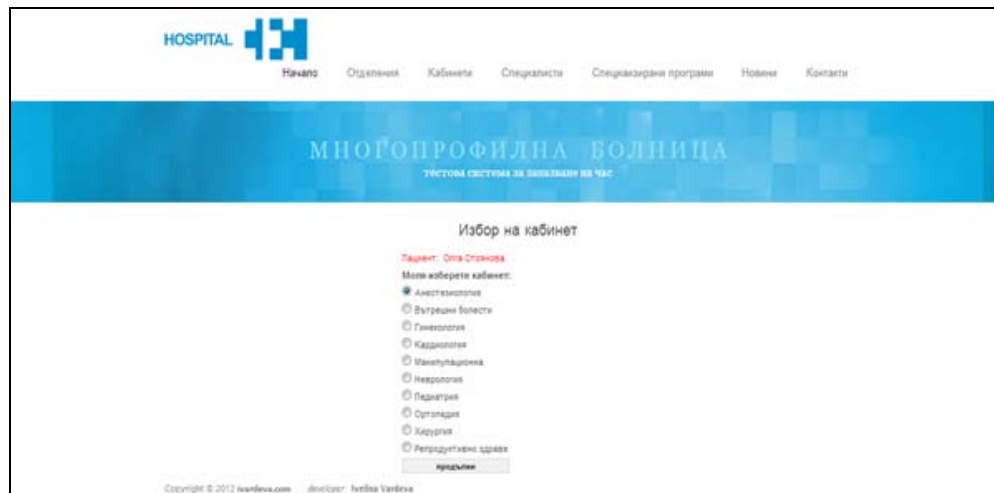 HOSPITAL
Начало Отделения Кабинети Специалисти Специализирани програми Новини Контакти
МНОГОПРОФИЛНА БОЛНИЦА
тестова система за запазване на час
Избор на кабинет
Пациент: Олга Стоянова
Моля изберете кабинет:
Анестезиология
Вътрешни болести
Гинекология
Кардиология
Манипулационна
Неврология
Педиатрия
Ортопедия
Хирургия
Репродуктивно здраве
продължи
Copyright © 2012 ivardeva.com developer: Ivelina Vardeva